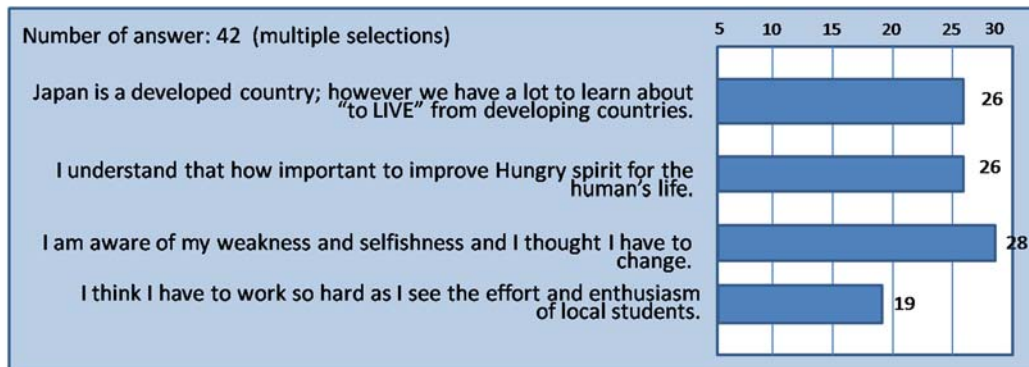 Number of answer: 42 (multiple selections)
5 10 15 20 25 30
Japan is a developed country; however we have a lot to learn about
“to LIVE” from developing countries.
26
I understand that how important to improve Hungry spirit for the
human’s life.
26
I am aware of my weakness and selfishness and I thought I have to
change.
28
I think I have to work so hard as I see the effort and enthusiasm
of local students.
19